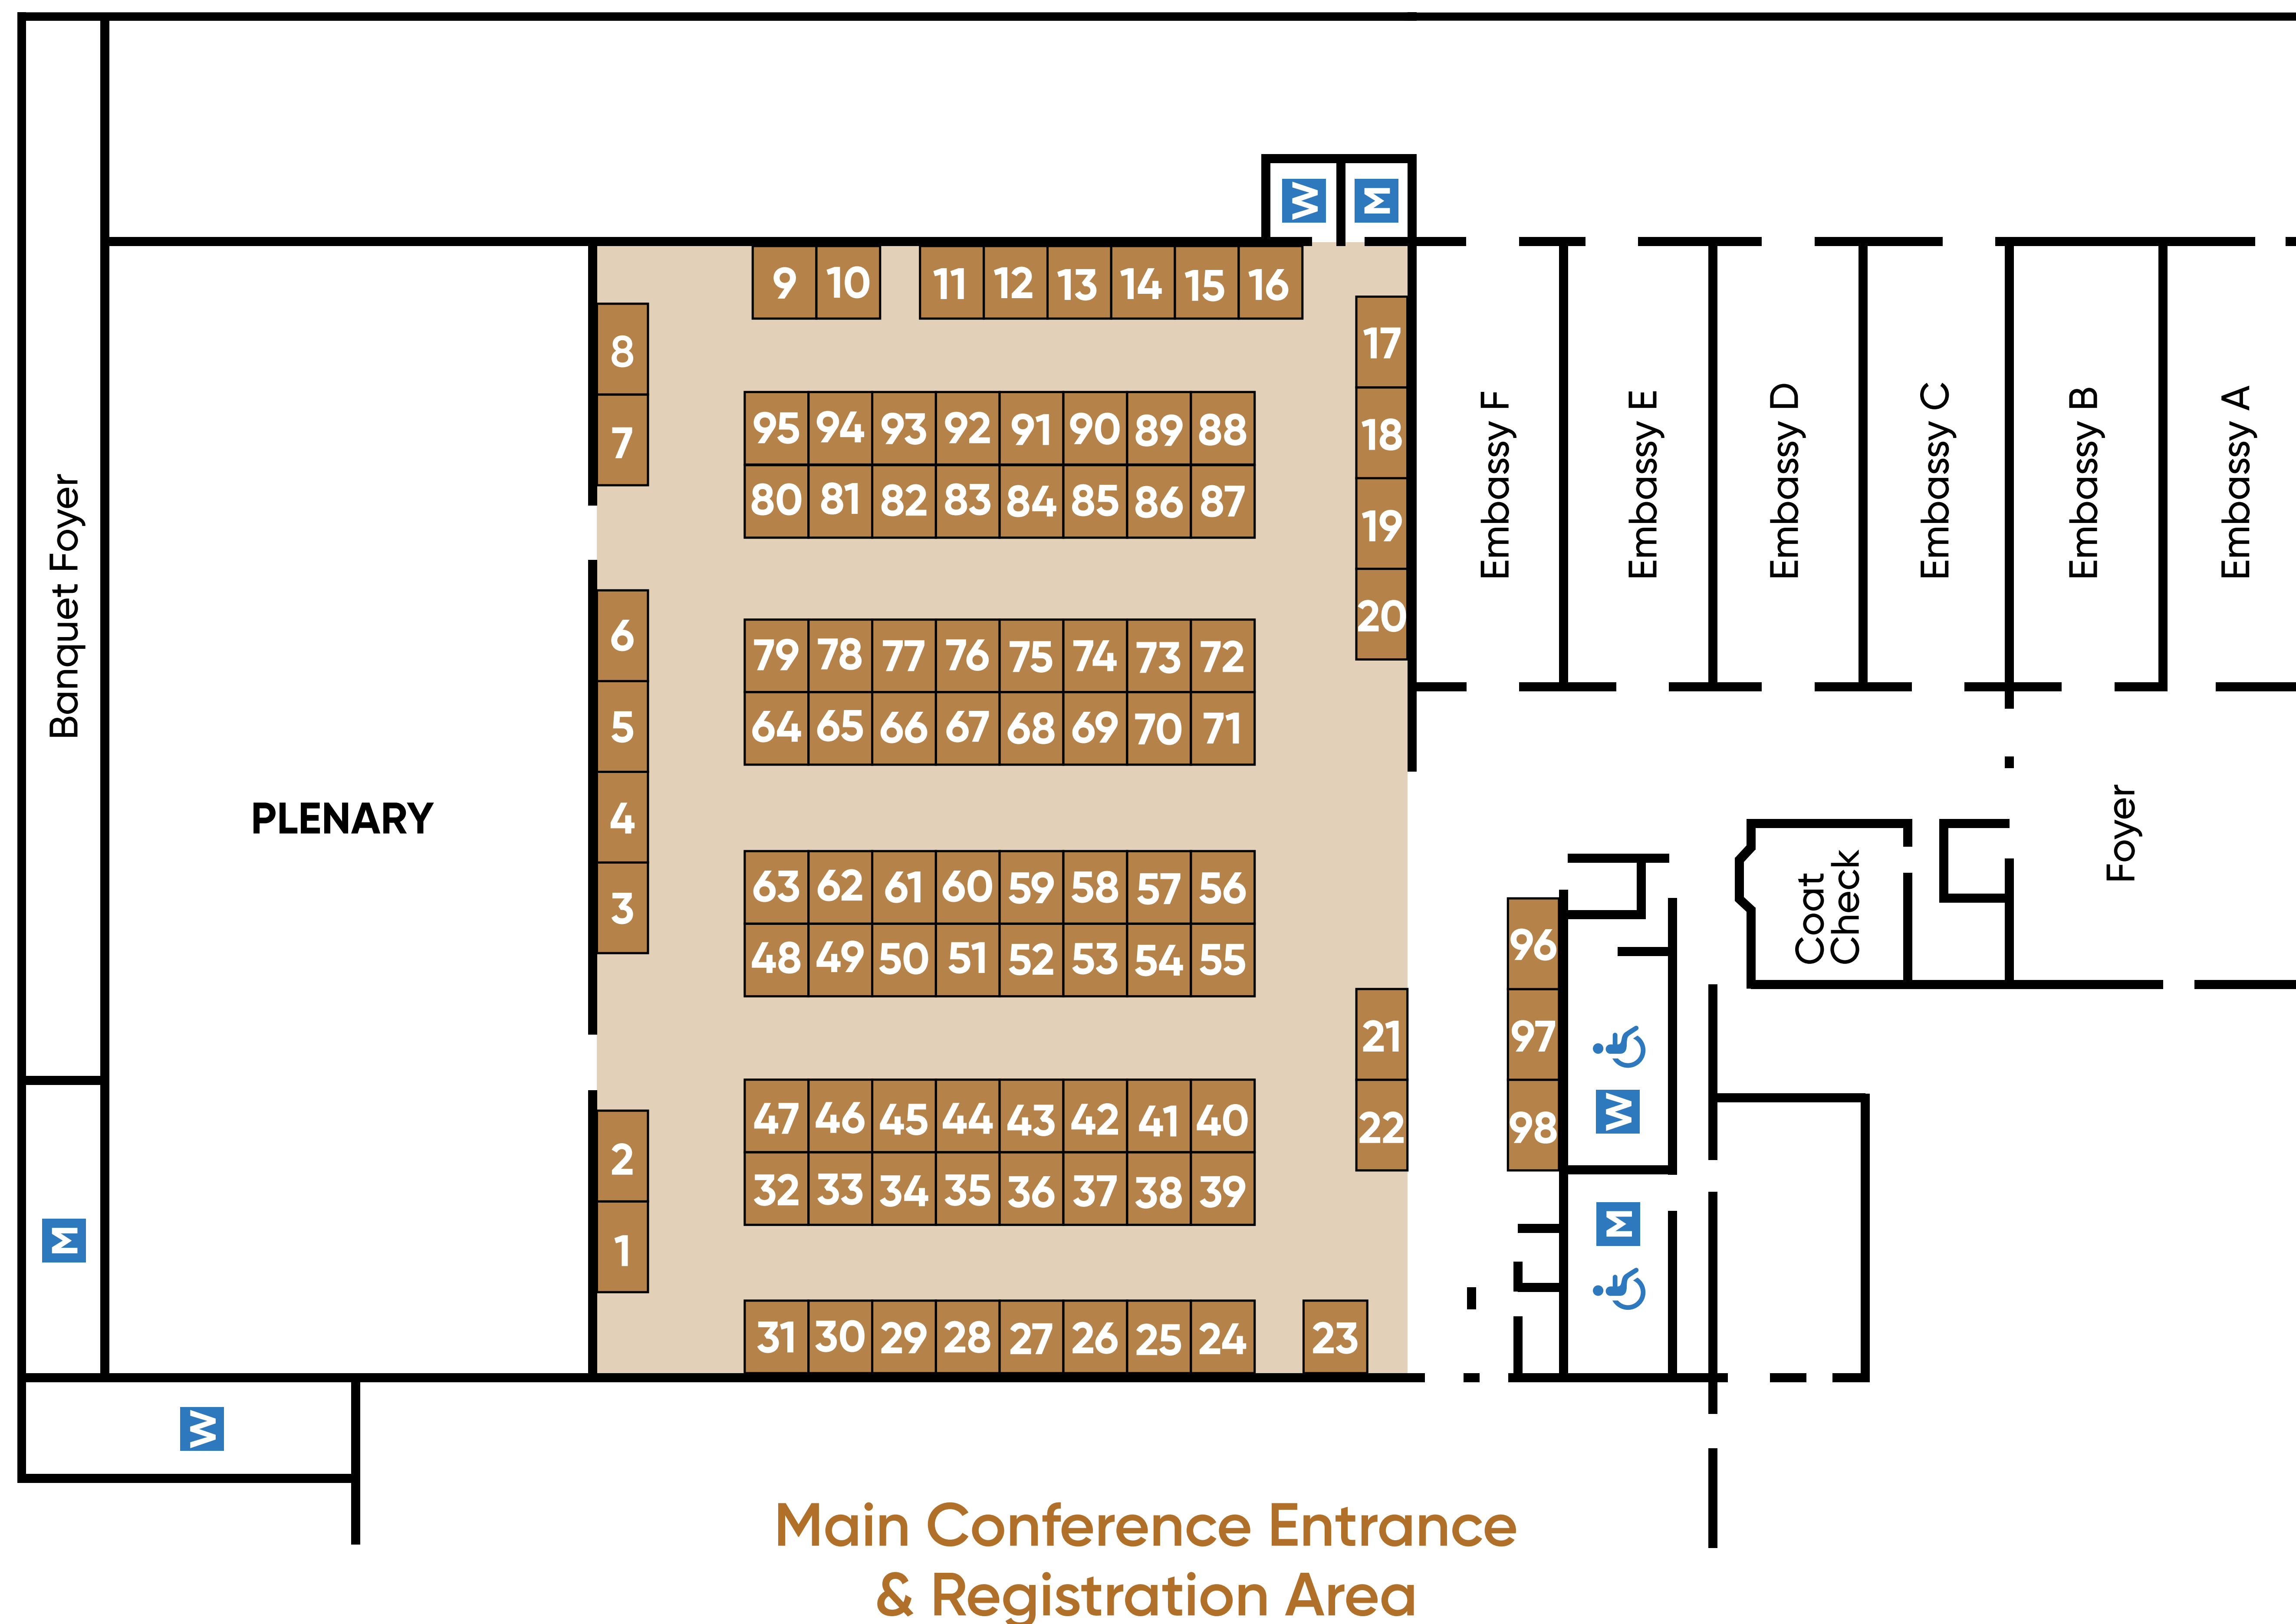 W M
9 10 11 12 13 14 15 16
8
7
17
18
19
20
95 94 93 92 91 90 89 88
80 81 82 83 84 85 86 87
Embassy F
Embassy E
Embassy D
Embassy C
Embassy B
Embassy A
Banquet Foyer
6
5
4
3
79 78 77 76 75 74 73 72
64 65 66 67 68 69 70 71
PLENARY
Foyer
Coat
Check
63 62 61 60 59 58 57 56
48 49 50 51 52 53 54 55
96
97
98
21
22
W
M
47 46 45 44 43 42 41 40
32 33 34 35 36 37 38 39
2
1
M
31 30 29 28 27 26 25 24 23
W
Main Conference Entrance
& Registration Area